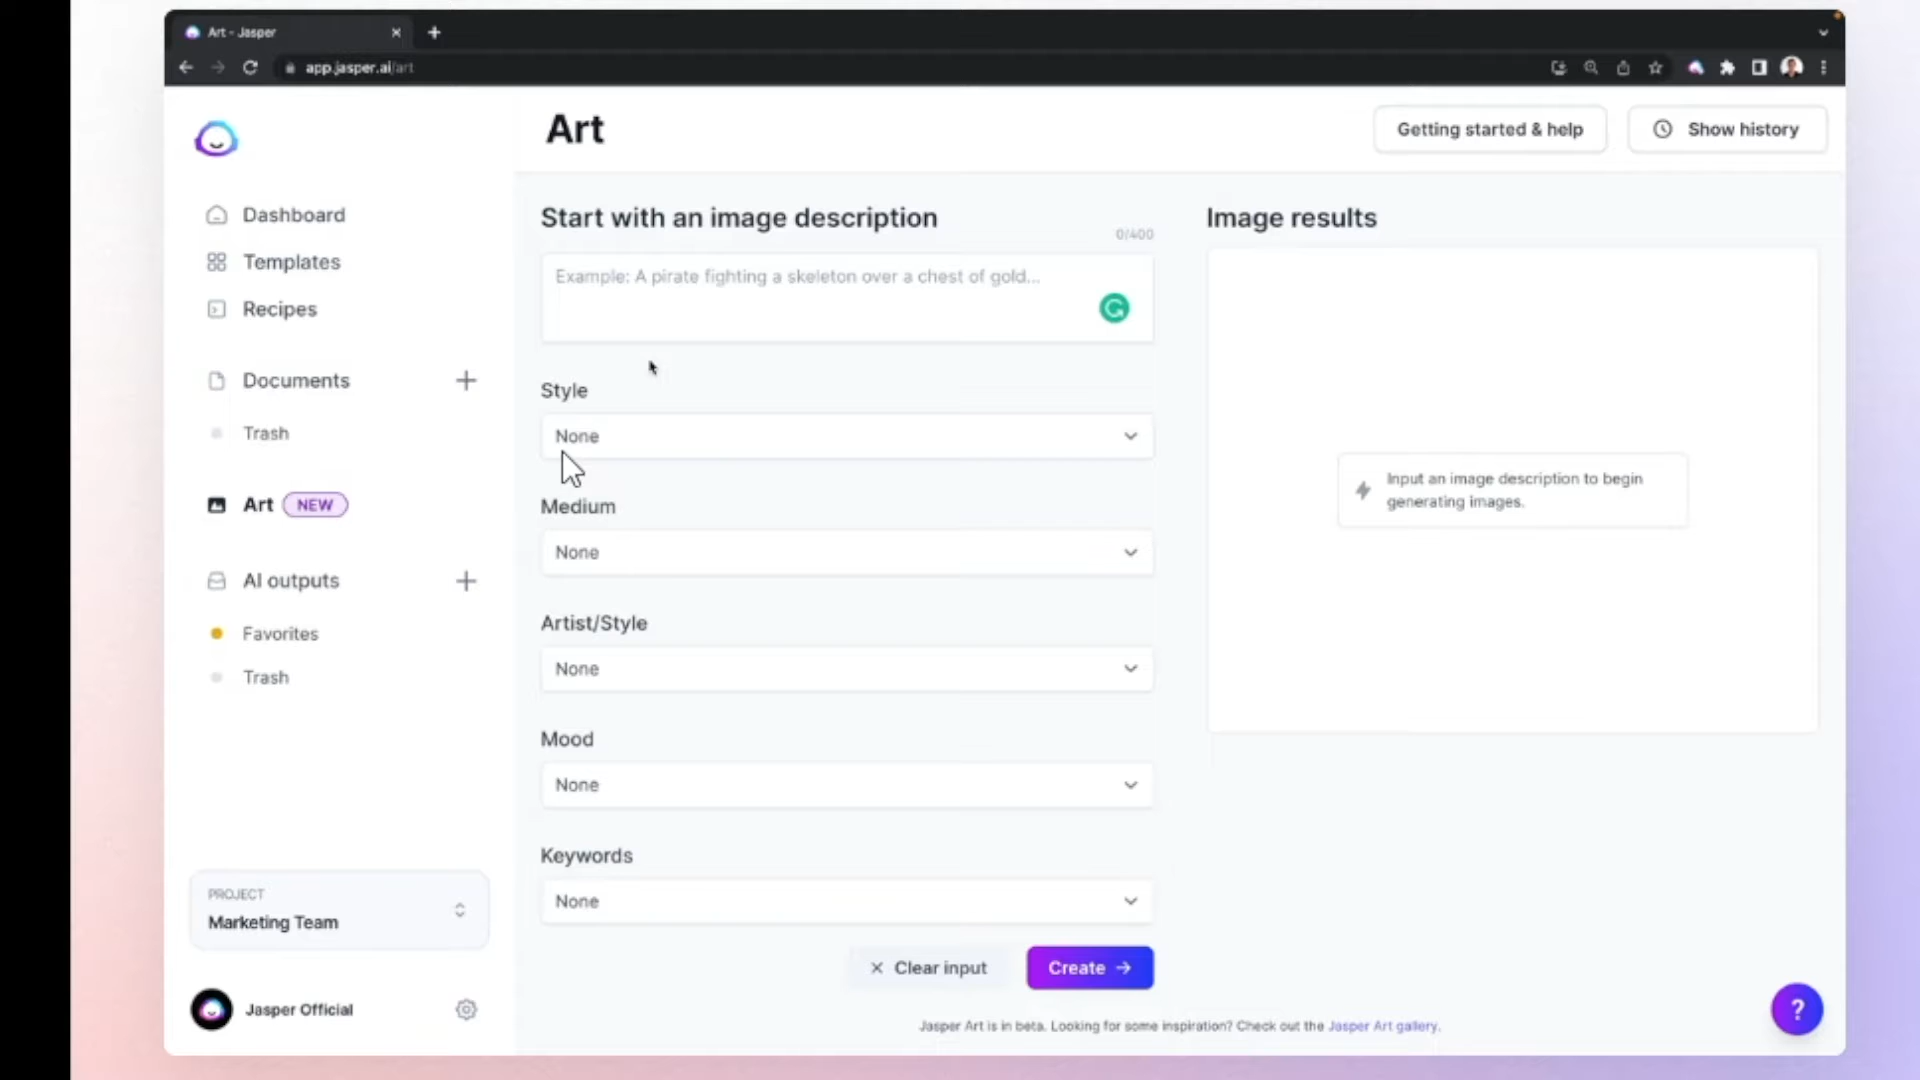 Art - Jasper
app.jasper.ai/art
Art
Getting started & help
Show history
Dashboard
Templates
Recipes
Documents
Trash
Art NEW
AI outputs
Favorites
Trash
PROJECT
Marketing Team
Jasper Official
Start with an image description
0/400
Example: A pirate fighting a skeleton over a chest of gold...
Style
None
Medium
None
Artist/Style
None
Mood
None
Keywords
None
Clear input
Create
Image results
Input an image description to begin
generating images.
Jasper Art is in beta. Looking for some inspiration? Check out the Jasper Art gallery.
?